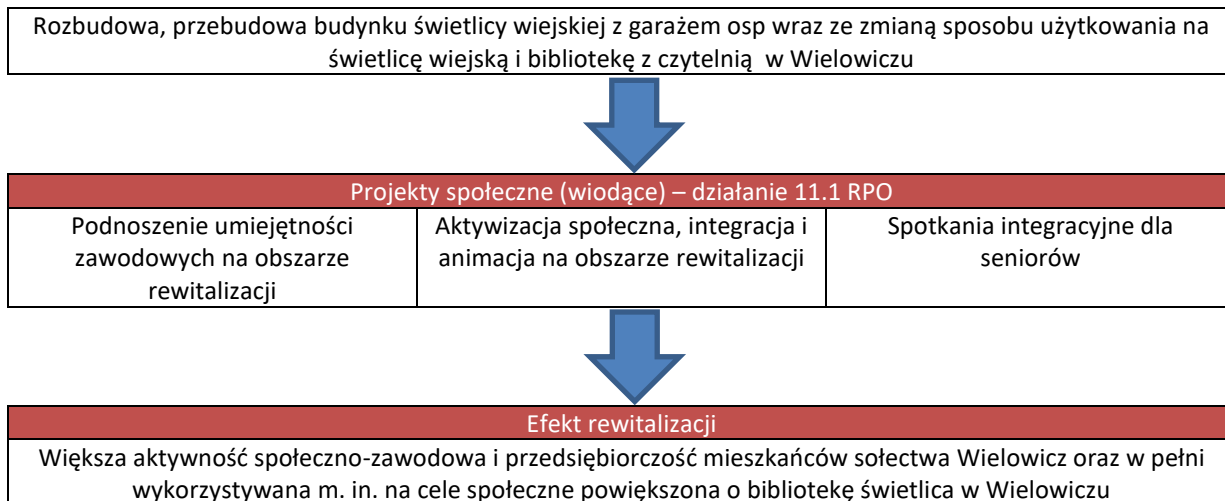 Rozbudowa, przebudowa budynku świetlicy wiejskiej z garażem osp wraz ze zmianą sposobu użytkowania na
świetlicę wiejską i bibliotekę z czytelnią w Wielowiczu
Projekty społeczne (wiodące) – działanie 11.1 RPO
Podnoszenie umiejętności
zawodowych na obszarze
rewitalizacji
Aktywizacja społeczna, integracja i
animacja na obszarze rewitalizacji
Spotkania integracyjne dla
seniorów
Efekt rewitalizacji
Większa aktywność społeczno-zawodowa i przedsiębiorczość mieszkańców sołectwa Wielowicz oraz w pełni
wykorzystywana m. in. na cele społeczne powiększona o bibliotekę świetlica w Wielowiczu